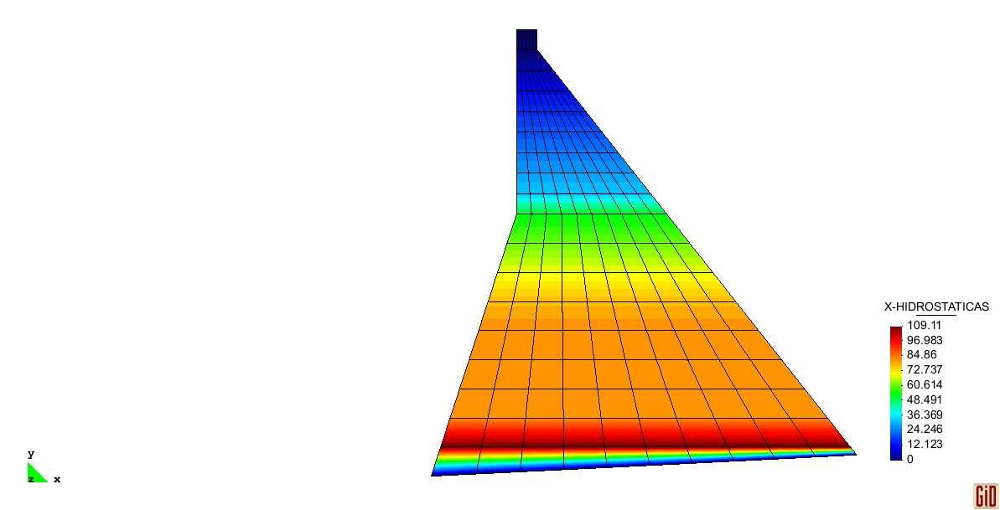 X-HIDROSTATICAS
109.11
96.983
84.86
72.737
60.614
48.491
36.369
24.246
12.123
0
y
z x
GiD